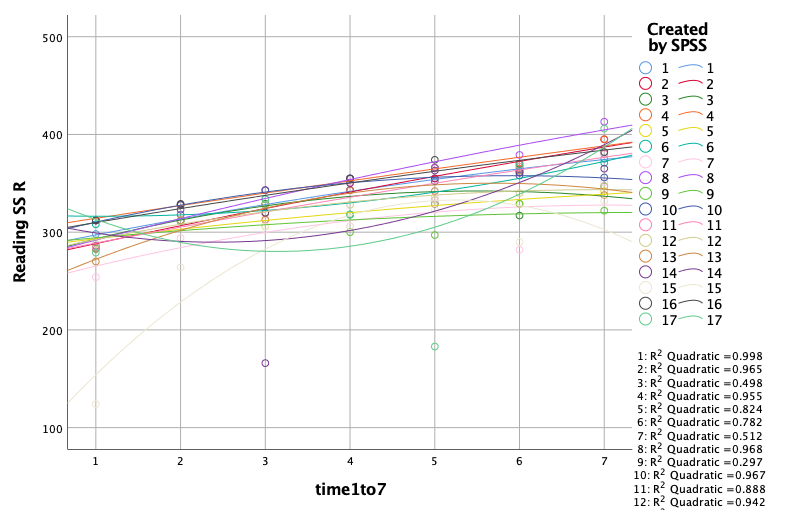 Created
by SPSS
500
400
300
200
100
Reading SS R
1 2 3 4 5 6 7
time1to7
1 1
2 2
3 3
4 4
5 5
6 6
7 7
8 8
9 9
10 10
11 11
12 12
13 13
14 14
15 15
16 16
17 17
1: R² Quadratic =0.998
2: R² Quadratic =0.965
3: R² Quadratic =0.498
4: R² Quadratic =0.955
5: R² Quadratic =0.824
6: R² Quadratic =0.782
7: R² Quadratic =0.512
8: R² Quadratic =0.968
9: R² Quadratic =0.297
10: R² Quadratic =0.967
11: R² Quadratic =0.888
12: R² Quadratic =0.942